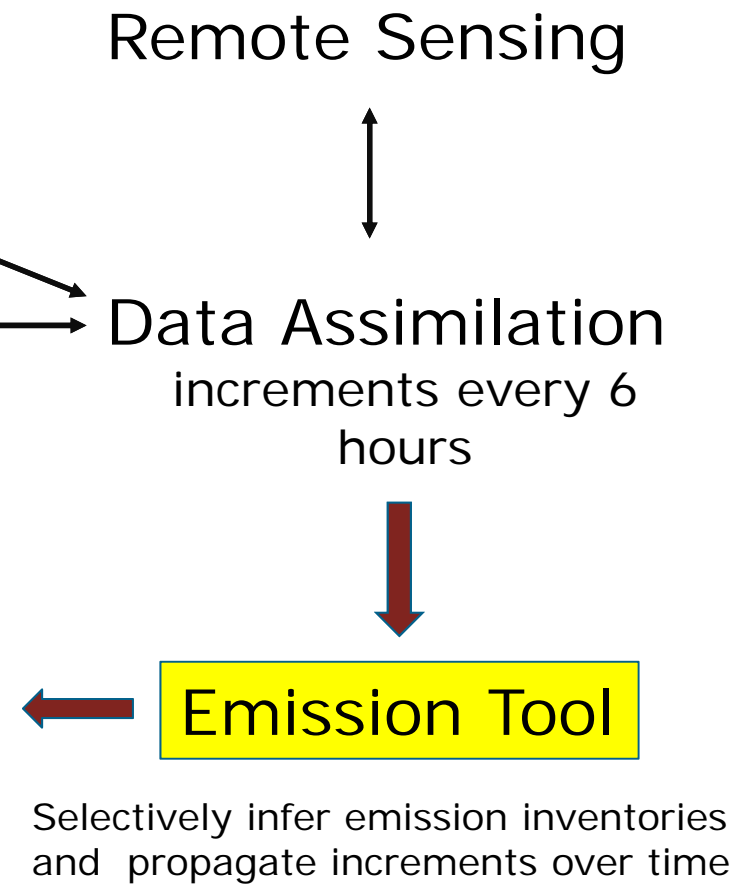 Remote Sensing
Data Assimilation
increments every 6
hours
Emission Tool
Selectively infer emission inventories
and propagate increments over time